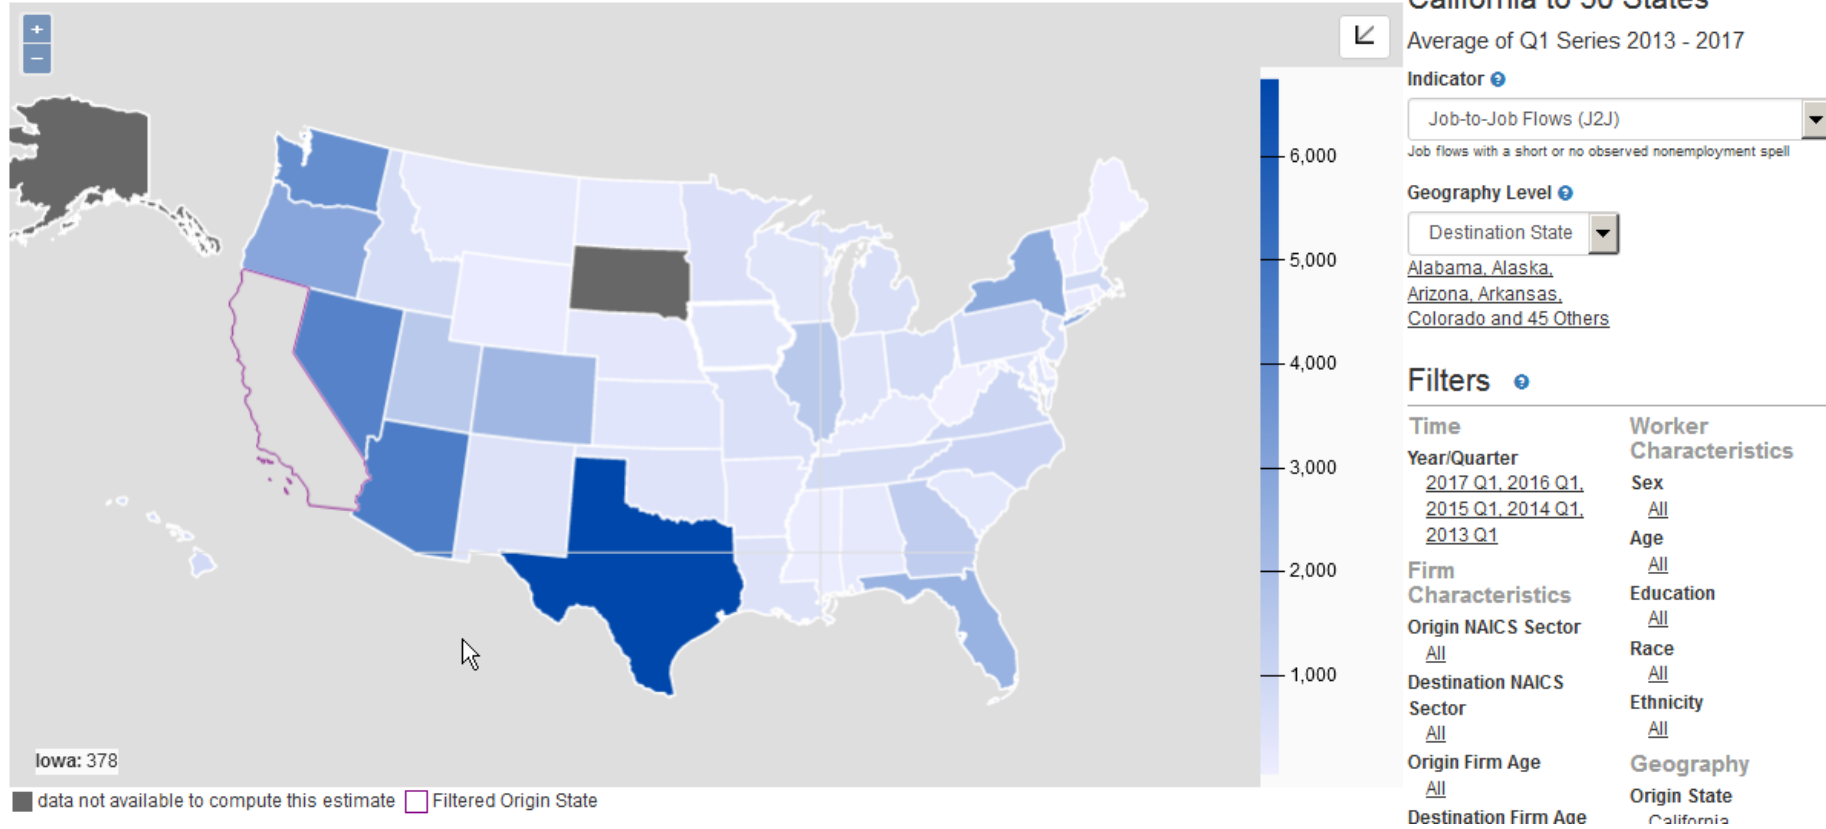 California to 50 States
Average of Q1 Series 2013 - 2017
Indicator
Job-to-Job Flows (J2J)
Job flows with a short or no observed nonemployment spell
Geography Level
Destination State
Alabama, Alaska,
Arizona, Arkansas,
Colorado and 45 Others
Filters
Time
Year/Quarter
2017 Q1, 2016 Q1,
2015 Q1, 2014 Q1,
2013 Q1
Firm
Characteristics
Origin NAICS Sector
All
Destination NAICS
Sector
All
Origin Firm Age
All
Destination Firm Age
Worker
Characteristics
Sex
All
Age
All
Education
All
Race
All
Ethnicity
All
Geography
Origin State
California
+
−
6,000
5,000
4,000
3,000
2,000
1,000
Iowa: 378
data not available to compute this estimate
Filtered Origin State